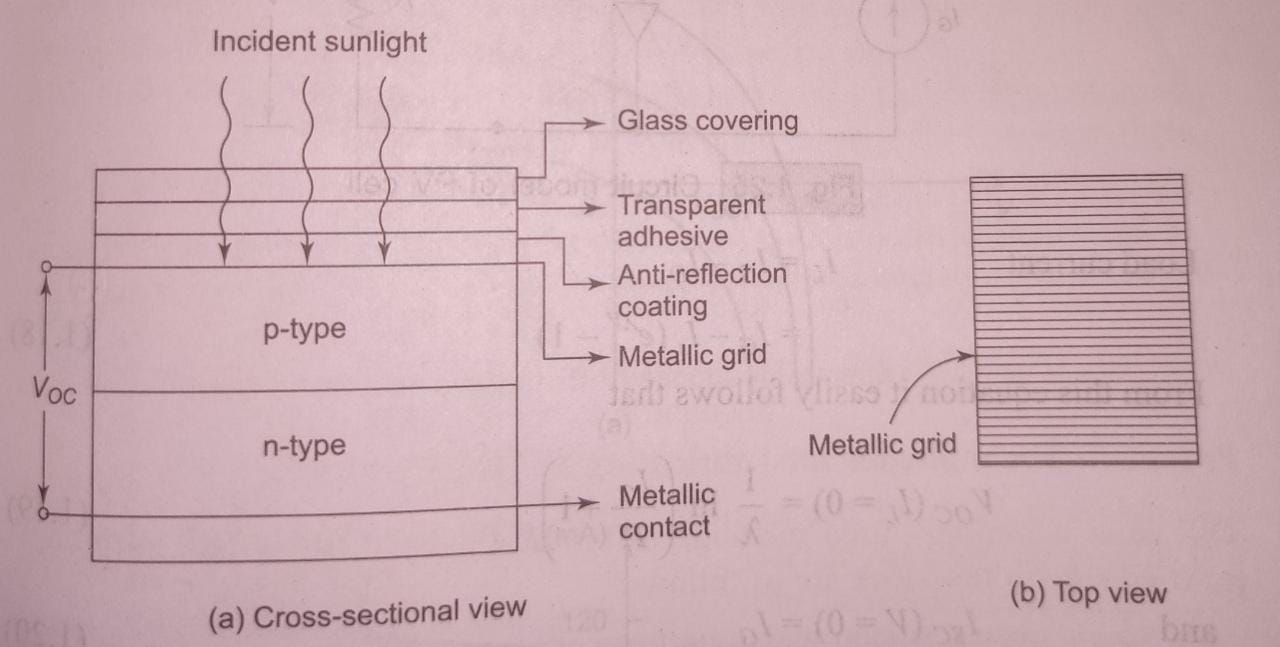 Incident sunlight
Glass covering
Transparent
adhesive
Anti-reflection
coating
p-type
Metallic grid
VOC
n-type
Metallic grid
Metallic
contact
(a) Cross-sectional view
(b) Top view